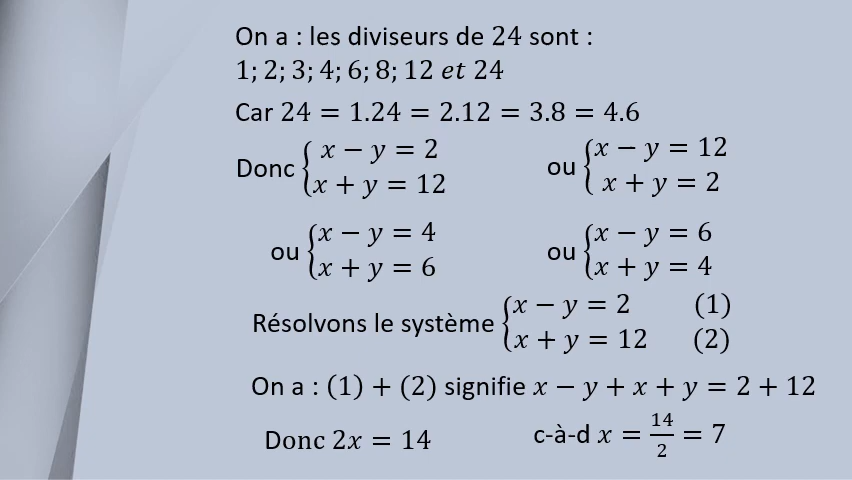 On a : les diviseurs de 24 sont :
1; 2; 3; 4; 6; 8; 12 et 24
Car 24 = 1.24 = 2.12 = 3.8 = 4.6
Donc {x − y = 2 ou {x − y = 12
x + y = 12 x + y = 2
ou {x − y = 4 ou {x − y = 6
x + y = 6 x + y = 4
Résolvons le système {x − y = 2 (1)
x + y = 12 (2)
On a : (1) + (2) signifie x − y + x + y = 2 + 12
Donc 2x = 14 c-à-d x = 14/2 = 7